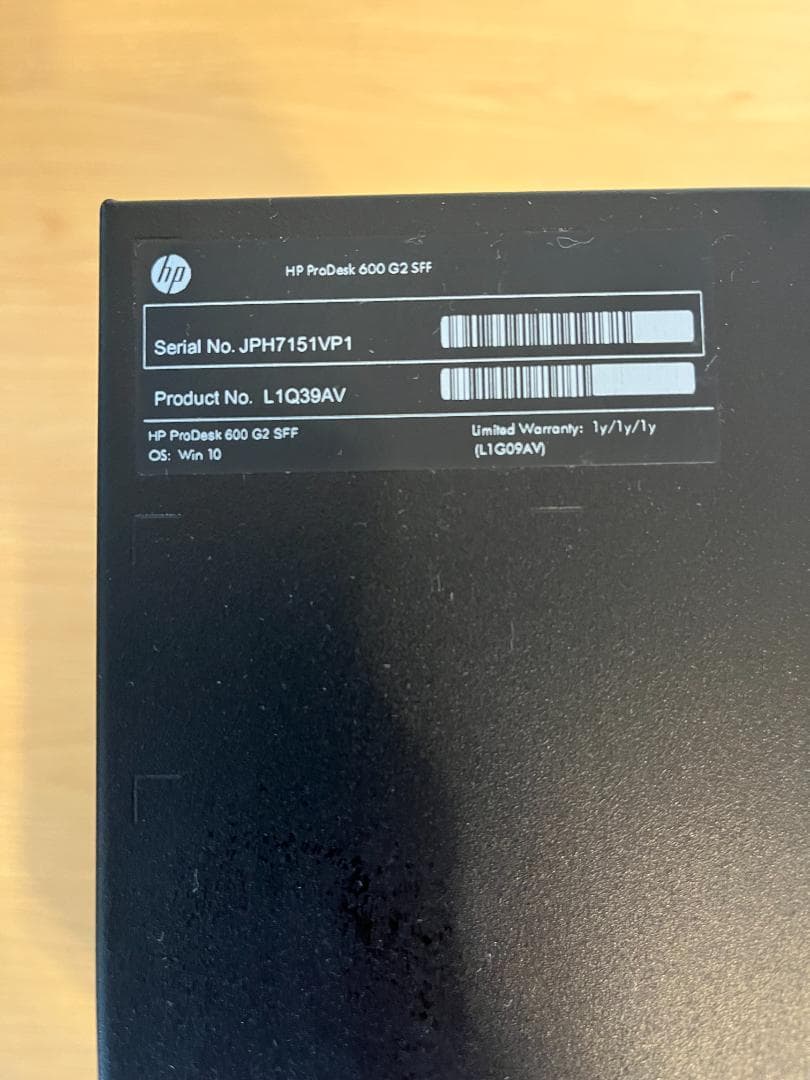 hp
HP ProDesk 600 G2 SFF
Serial No. JPH7151VP1
Product No. L1Q39AV
HP ProDesk 600 G2 SFF
OS: Win 10
Limited Warranty: 1y/1y/1y
(L1G09AV)